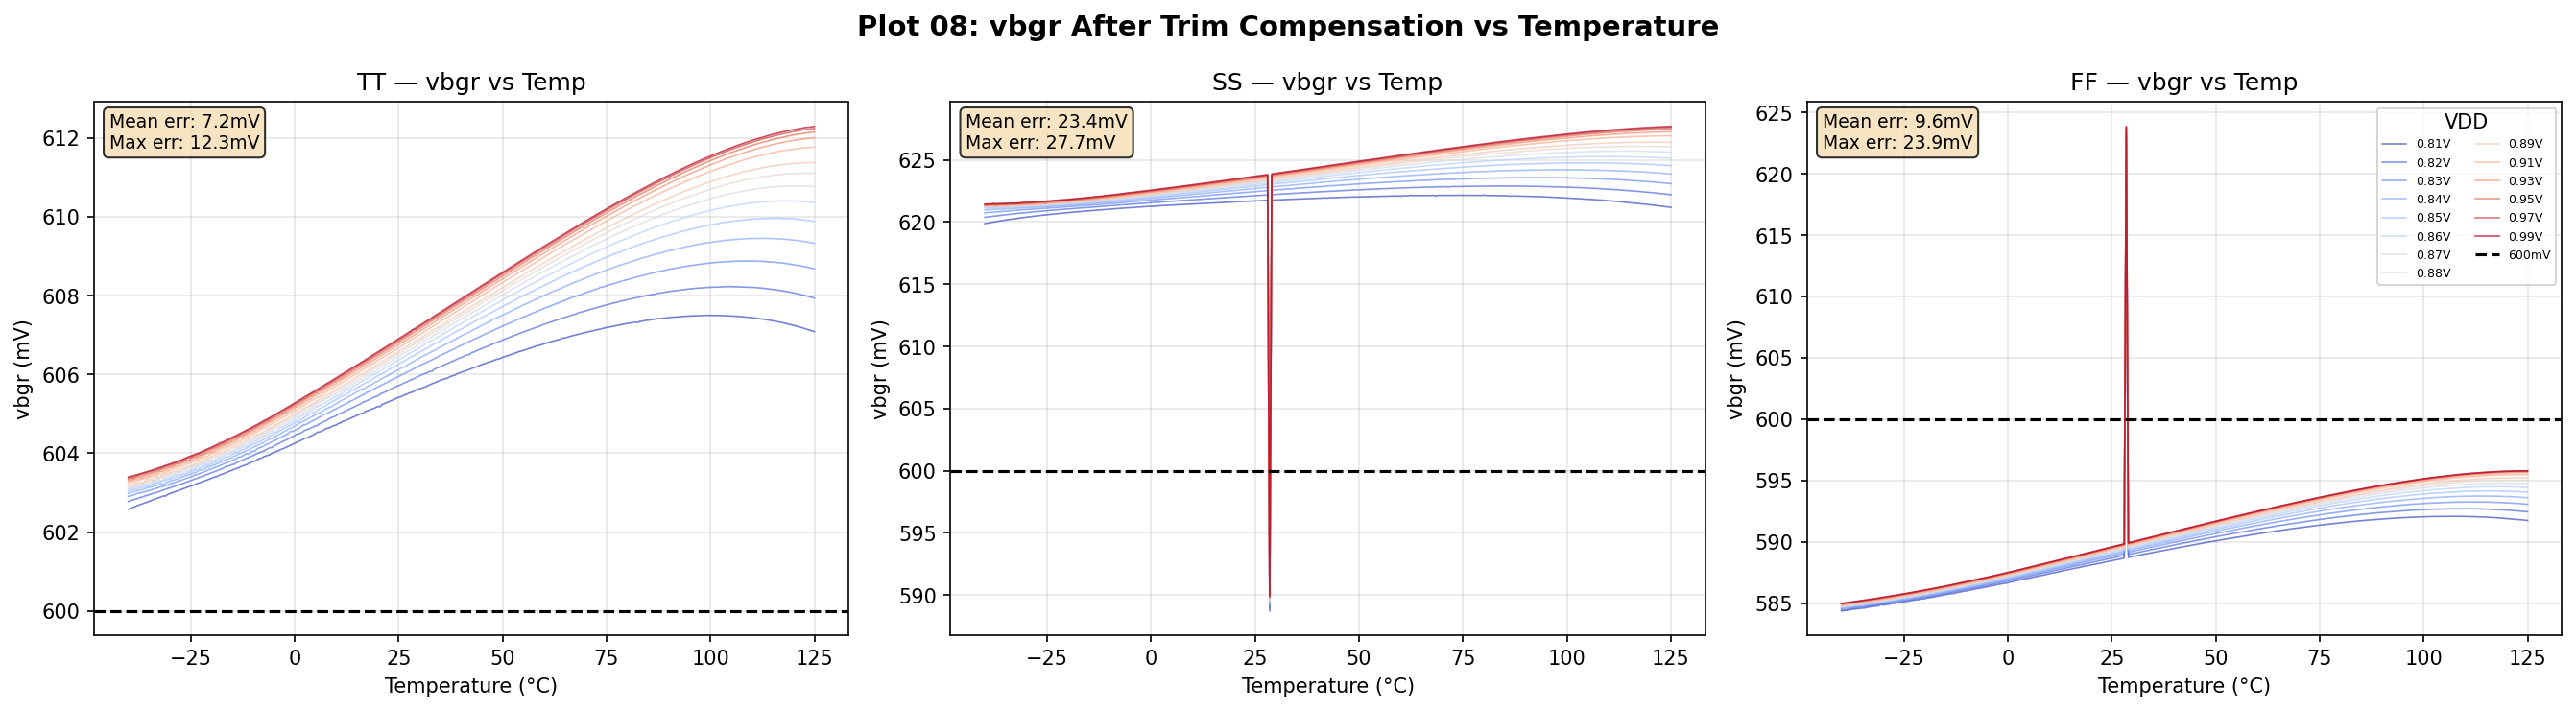 Plot 08: vbgr After Trim Compensation vs Temperature
TT — vbgr vs Temp
Mean err: 7.2mV
Max err: 12.3mV
vbgr (mV)
612
610
608
606
604
602
600
−25
0
25
50
75
100
125
Temperature (°C)
SS — vbgr vs Temp
Mean err: 23.4mV
Max err: 27.7mV
vbgr (mV)
625
620
615
610
605
600
595
590
−25
0
25
50
75
100
125
Temperature (°C)
FF — vbgr vs Temp
Mean err: 9.6mV
Max err: 23.9mV
VDD
0.81V
0.82V
0.83V
0.84V
0.85V
0.86V
0.87V
0.88V
0.89V
0.91V
0.93V
0.95V
0.97V
0.99V
600mV
vbgr (mV)
625
620
615
610
605
600
595
590
585
−25
0
25
50
75
100
125
Temperature (°C)